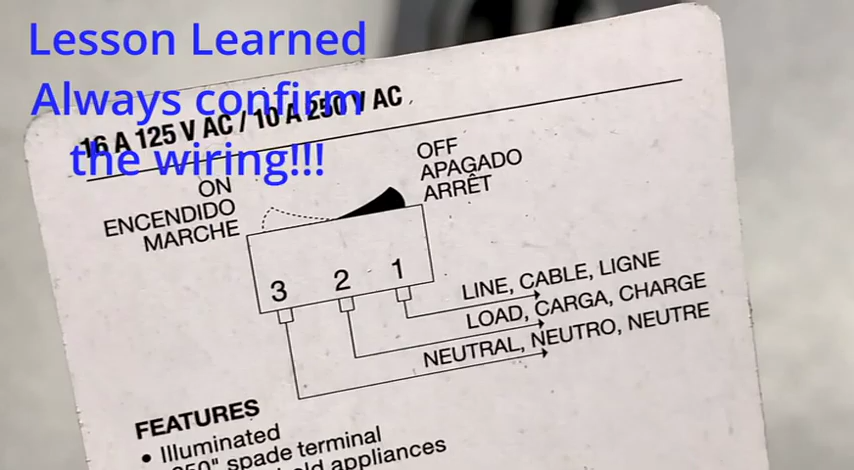 Lesson Learned
Always confirm
the wiring!!!
16 A 125 V AC / 10 A 250 V AC
OFF
APAGADO
ARRÊT
ON
ENCENDIDO
MARCHE
3 2 1
LINE, CABLE, LIGNE
LOAD, CARGA, CHARGE
NEUTRAL, NEUTRO, NEUTRE
FEATURES
• Illuminated
spade terminal
appliances